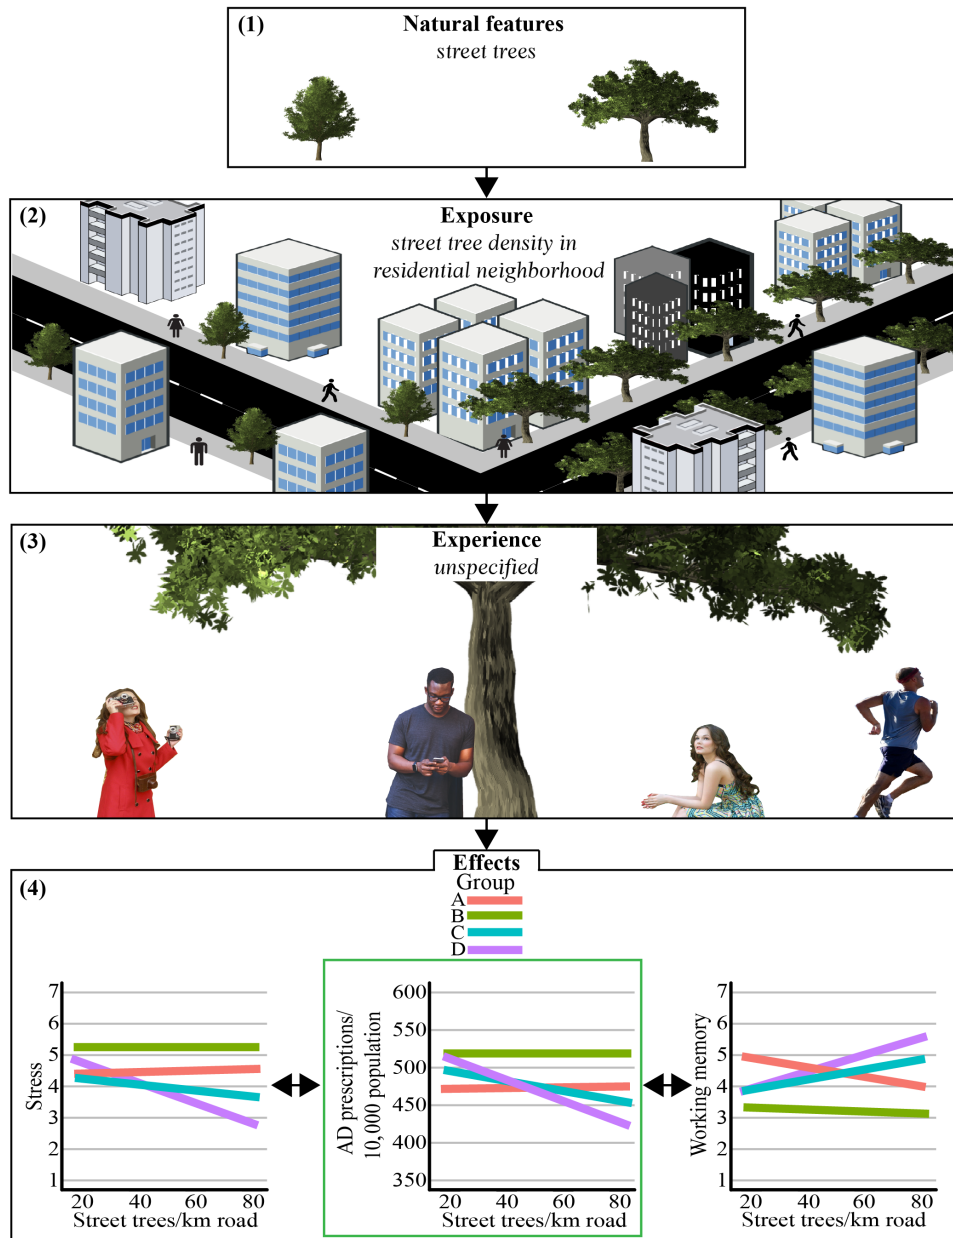 (1)
Natural features
street trees
(2)
Exposure
street tree density in
residential neighborhood
(3)
Experience
unspecified
(4)
Effects
Group
A
B
C
D
7
6
5
4
3
2
1
Stress
20 40 60 80
Street trees/km road
600
550
500
450
400
350
AD prescriptions/
10,000 population
20 40 60 80
Street trees/km road
7
6
5
4
3
2
1
Working memory
20 40 60 80
Street trees/km road